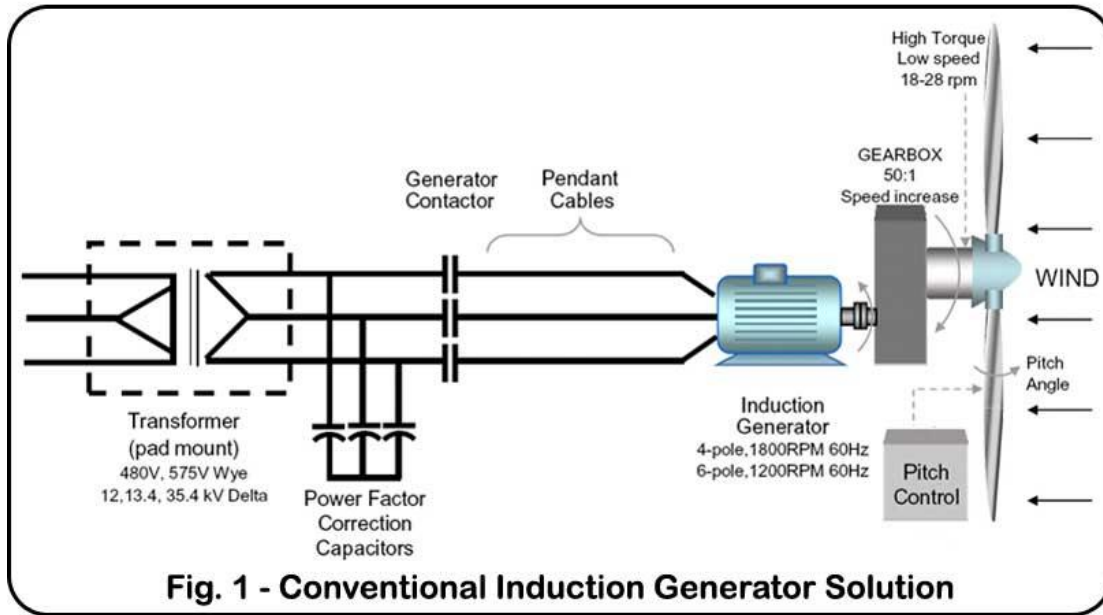 High Torque
Low speed
18-28 rpm
GEARBOX
50:1
Speed increase
Generator
Contactor
Pendant
Cables
WIND
Pitch
Angle
Transformer
(pad mount)
480V, 575V Wye
12,13.4, 35.4 kV Delta
Power Factor
Correction
Capacitors
Induction
Generator
4-pole,1800RPM 60Hz
6-pole,1200RPM 60Hz
Pitch
Control
Fig. 1 - Conventional Induction Generator Solution